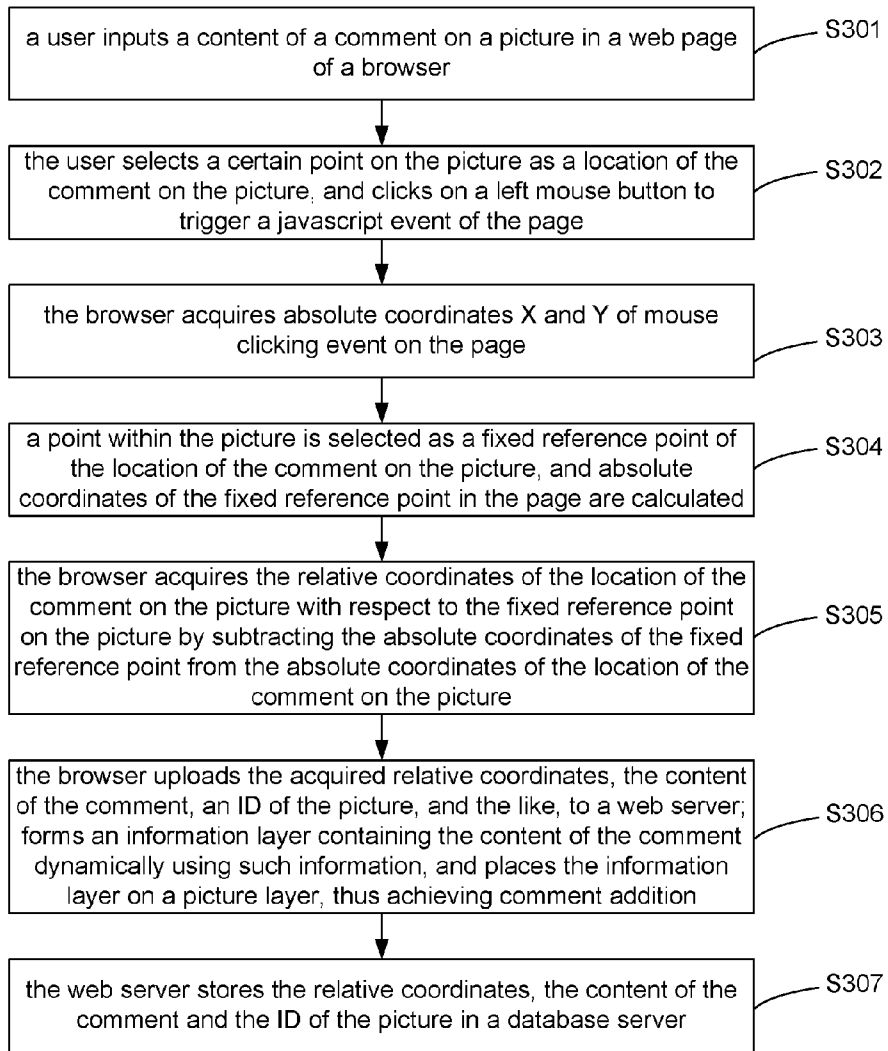 a user inputs a content of a comment on a picture in a web page
of a browser
S301
the user selects a certain point on the picture as a location of the
comment on the picture, and clicks on a left mouse button to
trigger a javascript event of the page
S302
the browser acquires absolute coordinates X and Y of mouse
clicking event on the page
S303
a point within the picture is selected as a fixed reference point of
the location of the comment on the picture, and absolute
coordinates of the fixed reference point in the page are calculated
S304
the browser acquires the relative coordinates of the location of the
comment on the picture with respect to the fixed reference point
on the picture by subtracting the absolute coordinates of the fixed
reference point from the absolute coordinates of the location of the
comment on the picture
S305
the browser uploads the acquired relative coordinates, the content
of the comment, an ID of the picture, and the like, to a web server;
forms an information layer containing the content of the comment
dynamically using such information, and places the information
layer on a picture layer, thus achieving comment addition
S306
the web server stores the relative coordinates, the content of the
comment and the ID of the picture in a database server
S307